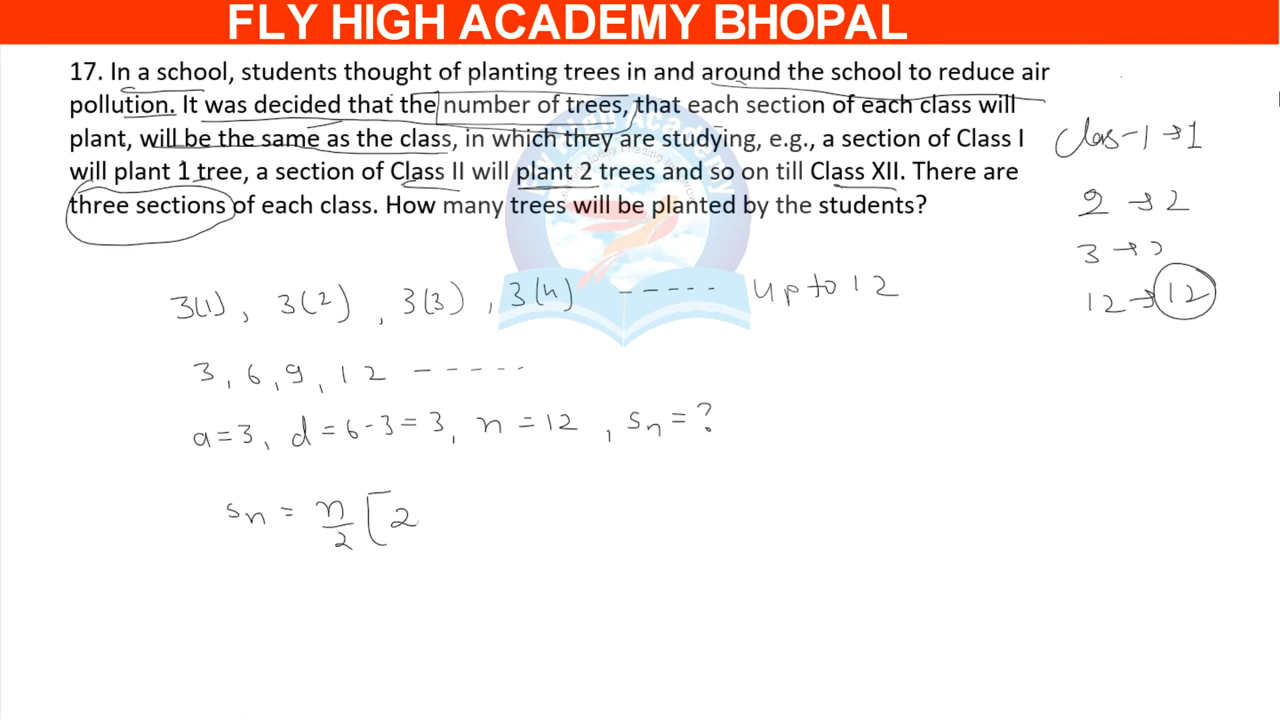 FLY HIGH ACADEMY BHOPAL
17. In a school, students thought of planting trees in and around the school to reduce air
pollution. It was decided that the number of trees, that each section of each class will
plant, will be the same as the class, in which they are studying, e.g., a section of Class I
will plant 1 tree, a section of Class II will plant 2 trees and so on till Class XII. There are
three sections of each class. How many trees will be planted by the students?
Clas-1 → 1
2 → 2
3 →
12 → 12
3(1), 3(2), 3(3), 3(4) ------ up to 12
3, 6, 9, 12 ------
a=3, d=6-3=3, n=12, Sn=?
Sn = n/2 [2